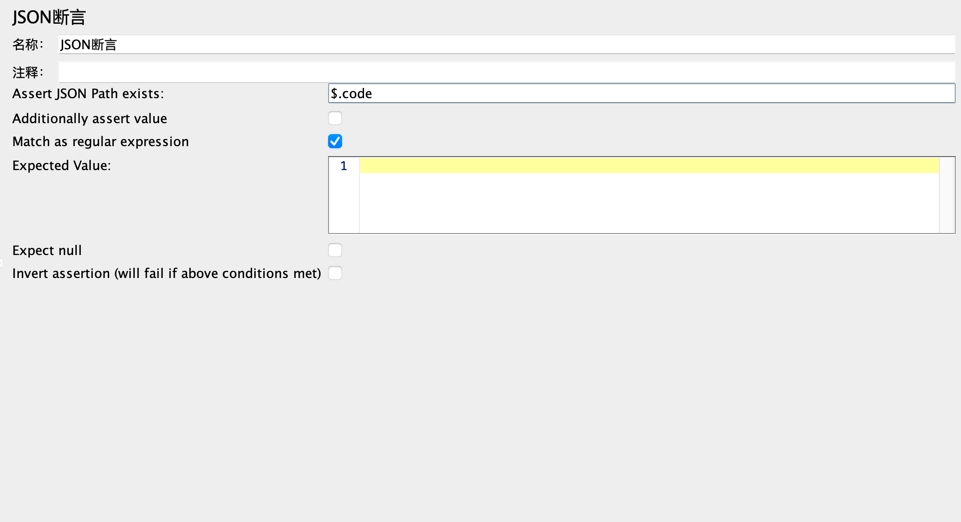 JSON断言
名称： JSON断言
注释：
Assert JSON Path exists: $.code
Additionally assert value
Match as regular expression
Expected Value: 1
Expect null
Invert assertion (will fail if above conditions met)